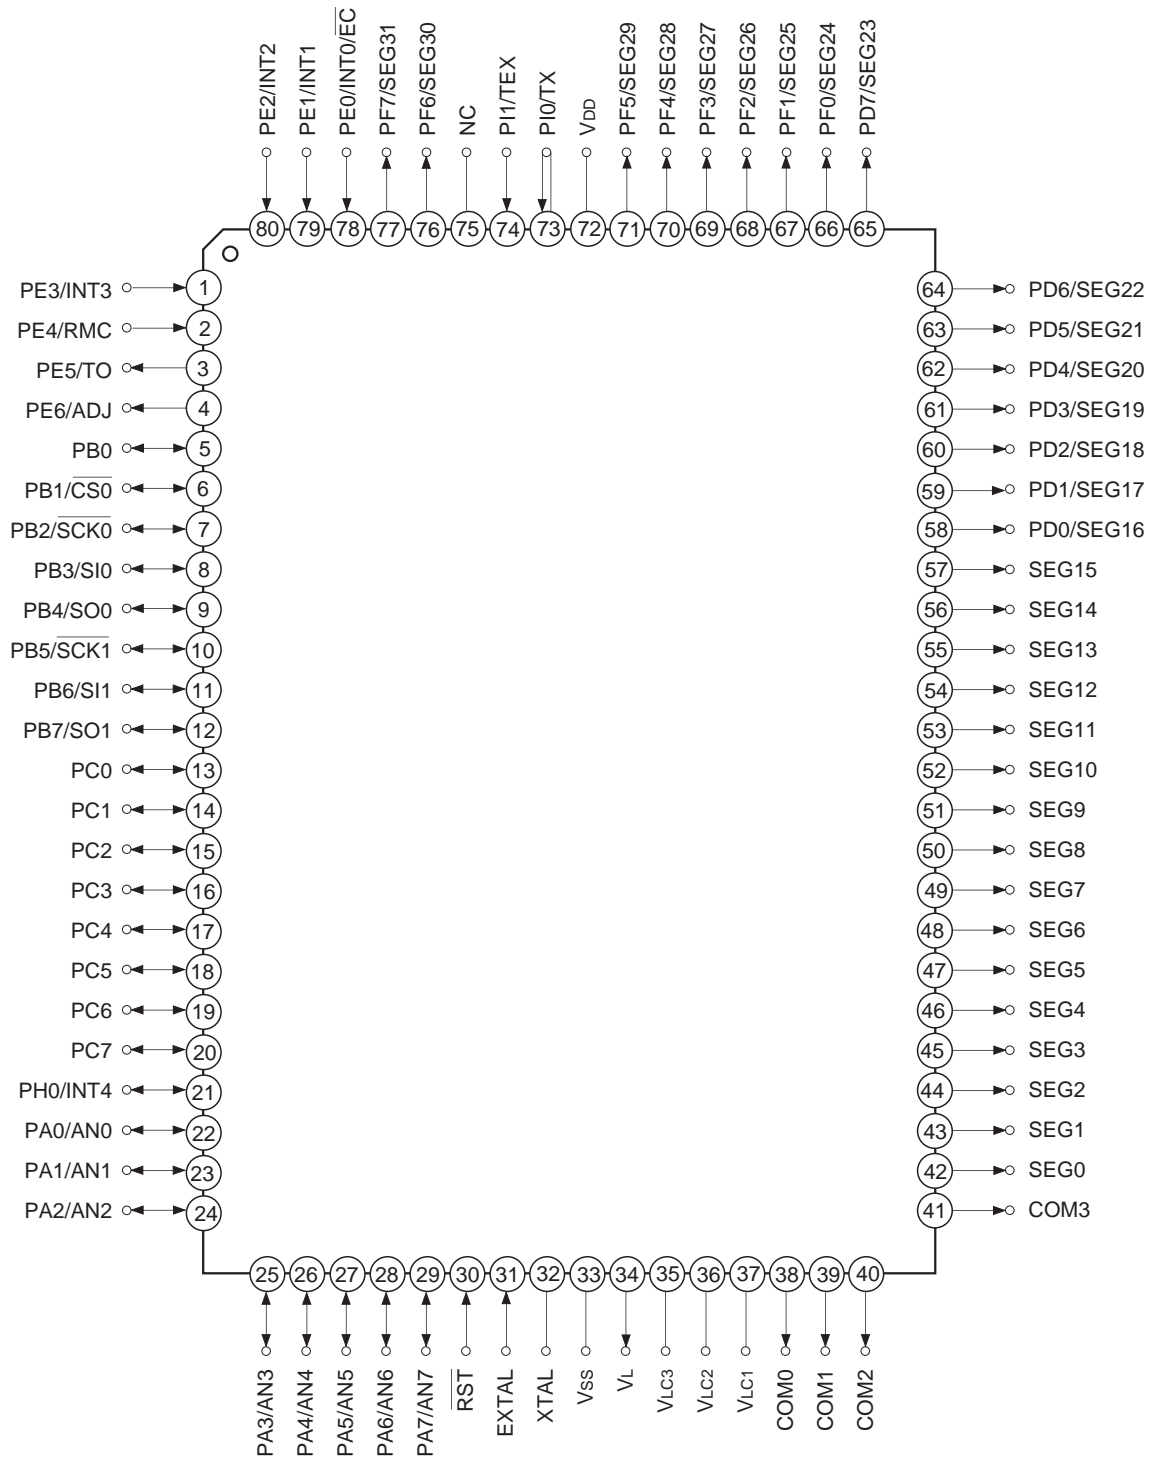 PE2/INT2
PE1/INT1
PE0/INT0/E̅C̅
PF7/SEG31
PF6/SEG30
NC
PI1/TEX
PI0/TX
VDD
PF5/SEG29
PF4/SEG28
PF3/SEG27
PF2/SEG26
PF1/SEG25
PF0/SEG24
PD7/SEG23
80 79 78 77 76 75 74 73 72 71 70 69 68 67 66 65
PE3/INT3 1 64 PD6/SEG22
PE4/RMC 2 63 PD5/SEG21
PE5/TO 3 62 PD4/SEG20
PE6/ADJ 4 61 PD3/SEG19
PB0 5 60 PD2/SEG18
PB1/C̅S̅0̅ 6 59 PD1/SEG17
PB2/S̅C̅K̅0̅ 7 58 PD0/SEG16
PB3/SI0 8 57 SEG15
PB4/SO0 9 56 SEG14
PB5/S̅C̅K̅1̅ 10 55 SEG13
PB6/SI1 11 54 SEG12
PB7/SO1 12 53 SEG11
PC0 13 52 SEG10
PC1 14 51 SEG9
PC2 15 50 SEG8
PC3 16 49 SEG7
PC4 17 48 SEG6
PC5 18 47 SEG5
PC6 19 46 SEG4
PC7 20 45 SEG3
PH0/INT4 21 44 SEG2
PA0/AN0 22 43 SEG1
PA1/AN1 23 42 SEG0
PA2/AN2 24 41 COM3
25 26 27 28 29 30 31 32 33 34 35 36 37 38 39 40
PA3/AN3
PA4/AN4
PA5/AN5
PA6/AN6
PA7/AN7
R̅S̅T̅
EXTAL
XTAL
VSS
VL
VLC3
VLC2
VLC1
COM0
COM1
COM2